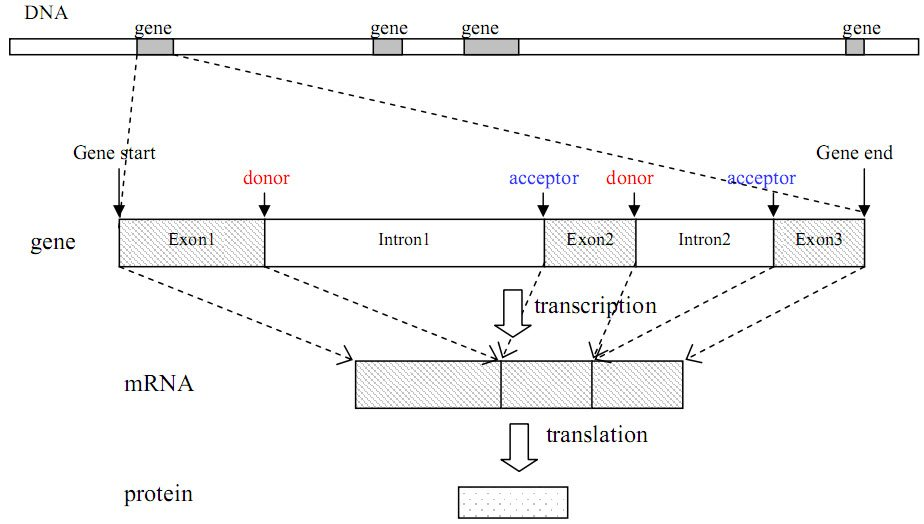 DNA
gene gene gene gene
Gene start Gene end
donor acceptor donor acceptor
gene Exon1 Intron1 Exon2 Intron2 Exon3
transcription
mRNA
translation
protein